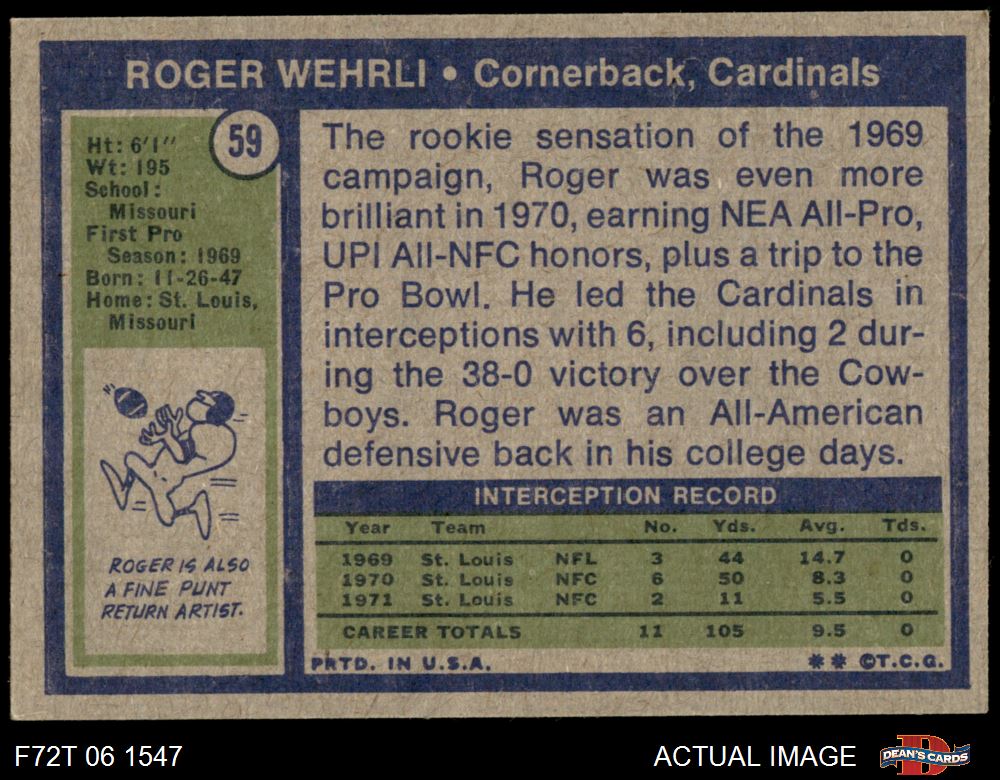 ROGER WEHRLI • Cornerback, Cardinals
59
Ht: 6'1"
Wt: 195
School:
Missouri
First Pro
Season: 1969
Born: 11-26-47
Home: St. Louis,
Missouri
ROGER IS ALSO
A FINE PUNT
RETURN ARTIST.
The rookie sensation of the 1969
campaign, Roger was even more
brilliant in 1970, earning NEA All-Pro,
UPI All-NFC honors, plus a trip to the
Pro Bowl. He led the Cardinals in
interceptions with 6, including 2 dur-
ing the 38-0 victory over the Cow-
boys. Roger was an All-American
defensive back in his college days.
INTERCEPTION RECORD
Year Team No. Yds. Avg. Tds.
1969 St. Louis NFL 3 44 14.7 0
1970 St. Louis NFC 6 50 8.3 0
1971 St. Louis NFC 2 11 5.5 0
CAREER TOTALS 11 105 9.5 0
PRTD. IN U.S.A. ** ©T.C.G.
F72T 06 1547 ACTUAL IMAGE DEAN'S CARDS